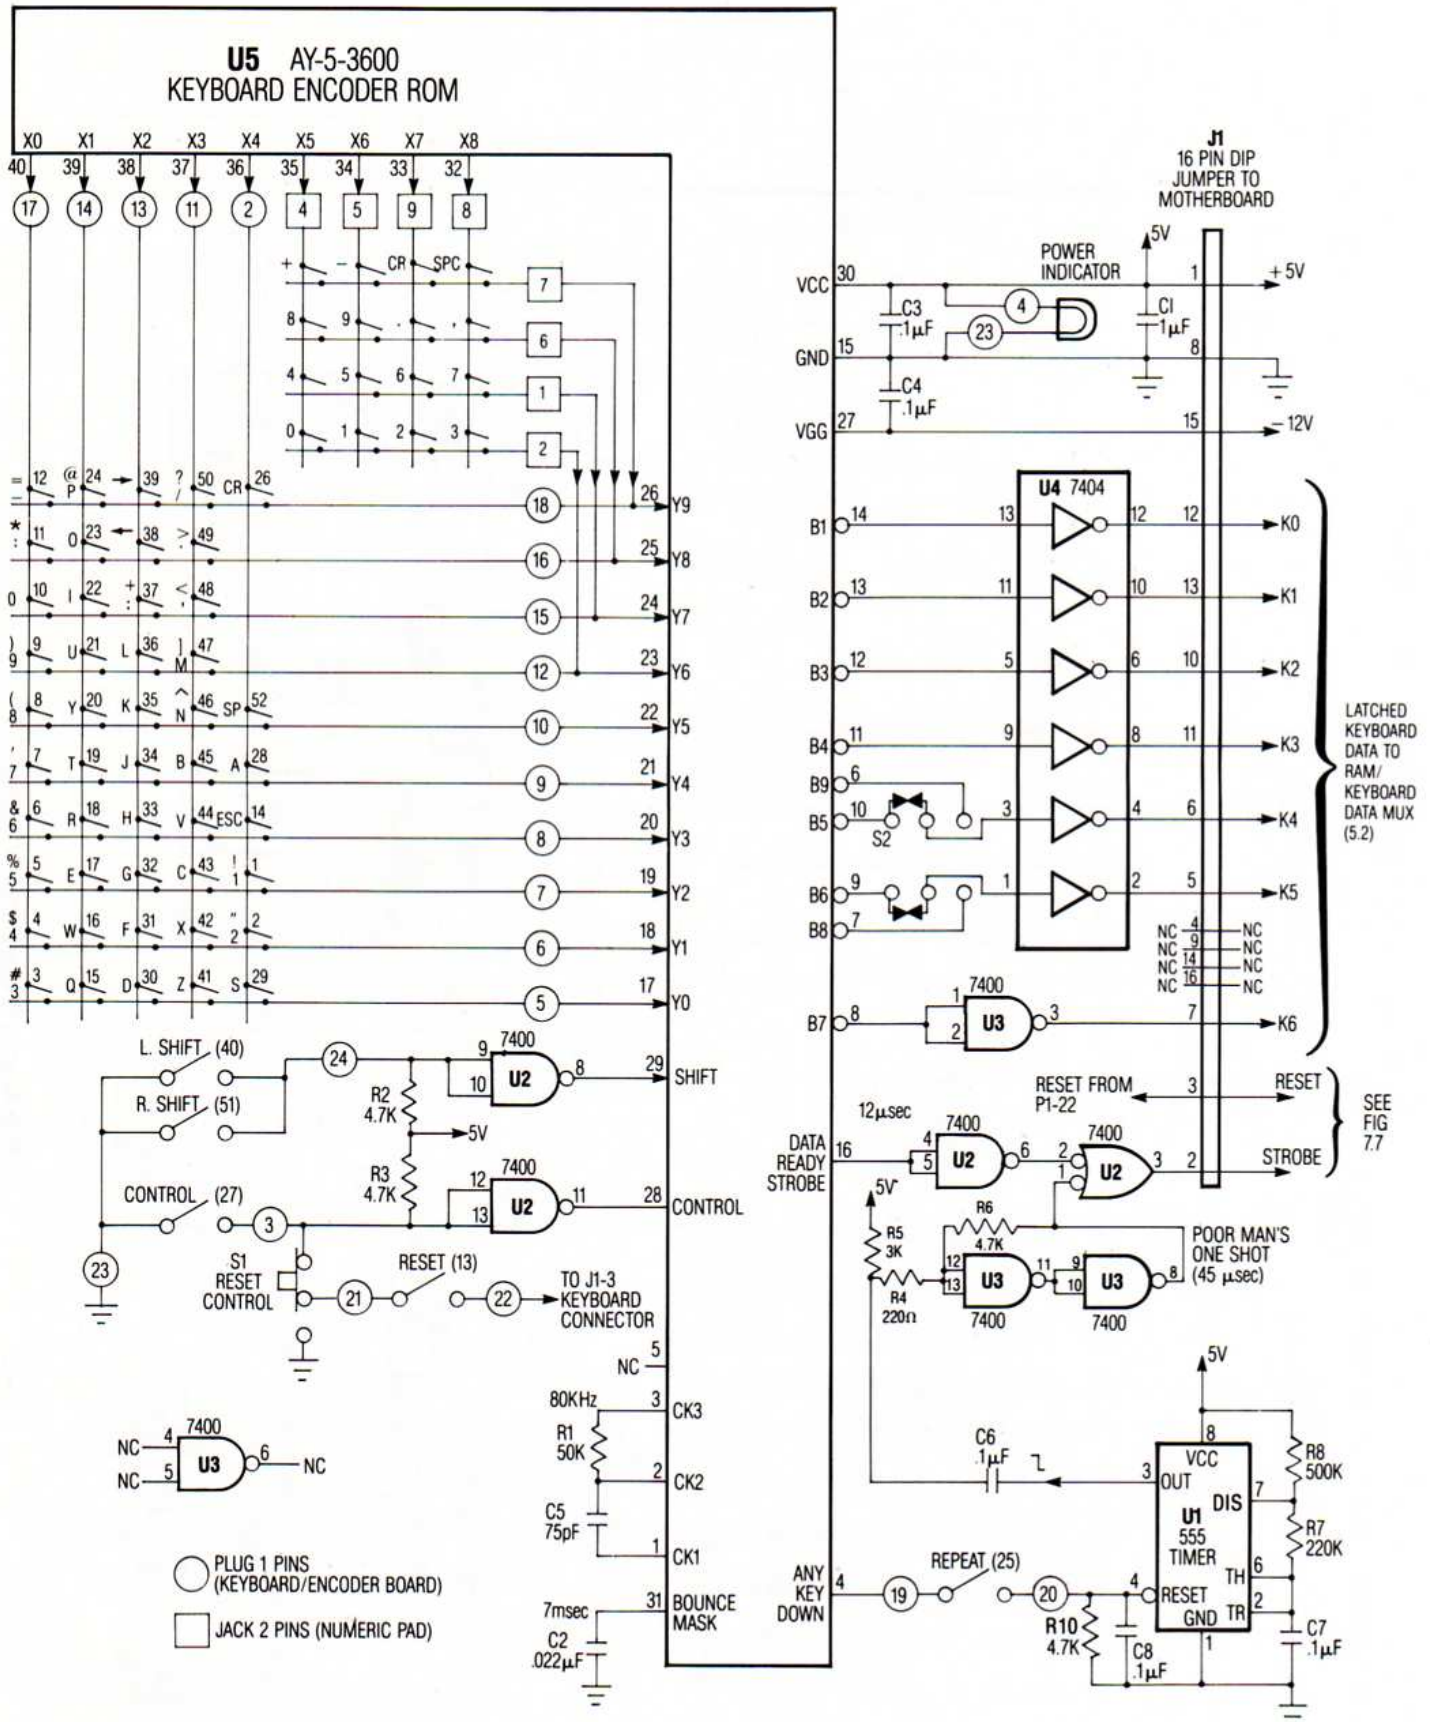 U5 AY-5-3600
KEYBOARD ENCODER ROM
X0 X1 X2 X3 X4 X5 X6 X7 X8
40 39 38 37 36 35 34 33 32
17 14 13 11 2 4 5 9 8
+ - CR SPC 7
8 9 . , 6
4 5 6 7 1
0 1 2 3 2
= - 12 @ P 24 → 39 ? / 50 CR 26 18 26 Y9
* : 11 O 23 ← 38 > . 49 16 25 Y8
0 10 I 22 + ; 37 < , 48 15 24 Y7
) 9 9 U 21 L 36 ] M 47 12 23 Y6
( 8 8 Y 20 K 35 ^ N 46 SP 52 10 22 Y5
' 7 7 T 19 J 34 B 45 A 28 9 21 Y4
& 6 6 R 18 H 33 V 44 ESC 14 8 20 Y3
% 5 5 E 17 G 32 C 43 ! 1 1 7 19 Y2
$ 4 4 W 16 F 31 X 42 " 2 2 6 18 Y1
# 3 3 Q 15 D 30 Z 41 S 29 5 17 Y0
L. SHIFT (40)
R. SHIFT (51)
24
R2
4.7K
5V
R3
4.7K
7400
9
10
U2
8
29 SHIFT
7400
12
13
U2
11
28 CONTROL
CONTROL (27)
3
23
S1
RESET
CONTROL
21
RESET (13)
22
TO J1-3
KEYBOARD
CONNECTOR
5
NC
80KHz
3 CK3
R1
50K
2 CK2
C5
75pF
1 CK1
7msec
31 BOUNCE
MASK
C2
.022µF
7400
NC 4
NC 5
U3
6 NC
PLUG 1 PINS
(KEYBOARD/ENCODER BOARD)
JACK 2 PINS (NUMERIC PAD)
J1
16 PIN DIP
JUMPER TO
MOTHERBOARD
5V
POWER
INDICATOR
VCC 30 1 +5V
C3
.1µF
4
23
C1
.1µF
GND 15 8
C4
.1µF
VGG 27 15 -12V
U4 7404
B1 14 13 12 12 K0
B2 13 11 10 13 K1
B3 12 5 6 10 K2
B4 11 9 8 11 K3
B9 6
B5 10 S2 3 4 6 K4
B6 9 1 2 5 K5
B8 7
NC 4 NC
NC 9 NC
NC 14 NC
NC 16 NC
7400
B7 8 1 2 U3 3 7 K6
LATCHED
KEYBOARD
DATA TO
RAM/
KEYBOARD
DATA MUX
(5.2)
RESET FROM
P1-22
3 RESET
SEE
FIG
7.7
12µsec
DATA
READY
STROBE
16
7400
4
5
U2
6
7400
2
1
U2
3
2 STROBE
5V
R5
3K
R6
4.7K
R4
220Ω
12
13
U3
11
7400
9
10
U3
8
7400
POOR MAN'S
ONE SHOT
(45 µsec)
5V
C6
.1µF
3 OUT
8
VCC
DIS 7
U1
555
TIMER
TH 6
TR 2
4 RESET
GND
1
R8
500K
R7
220K
C7
.1µF
ANY
KEY
DOWN
4
19
REPEAT (25)
20
R10
4.7K
C8
.1µF